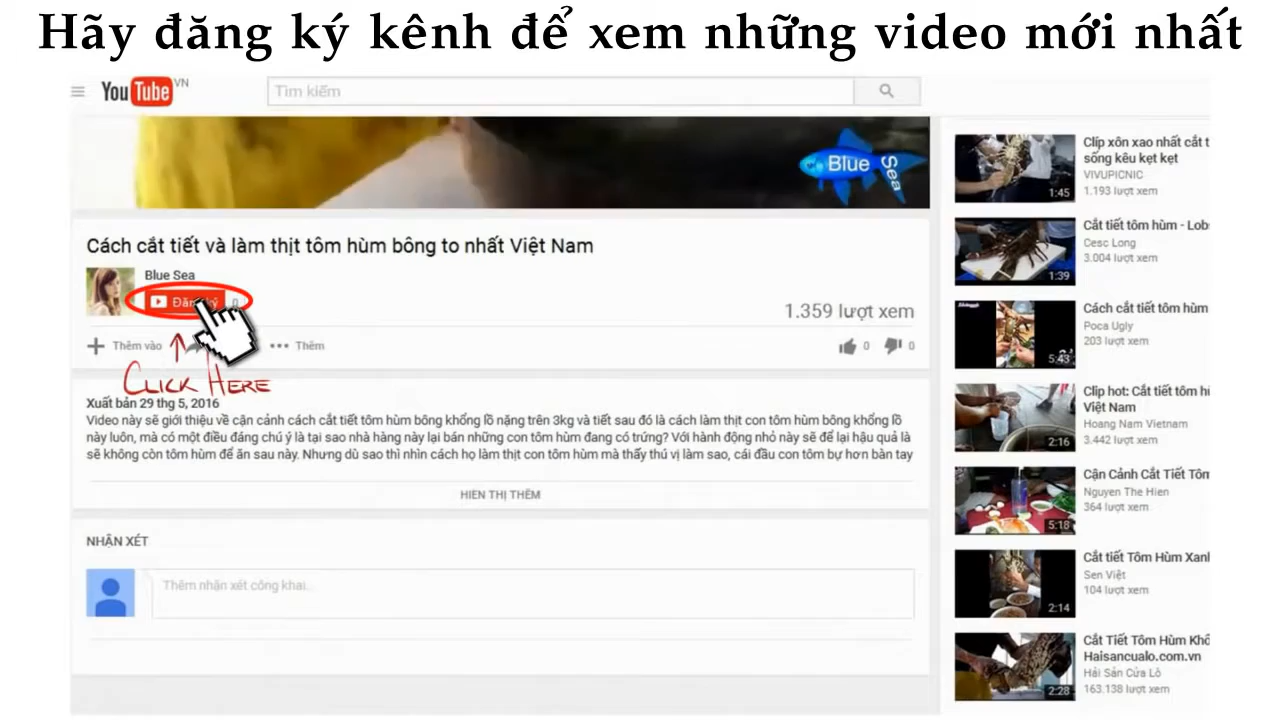 Hãy đăng ký kênh để xem những video mới nhất
YouTube VN
Tìm kiếm
Blue Sea
Cách cắt tiết và làm thịt tôm hùm bông to nhất Việt Nam
Blue Sea
Đăng ký 0
1.359 lượt xem
Thêm vào
Thêm
0 0
CLICK HERE
Xuất bản 29 thg 5, 2016
Video này sẽ giới thiệu về cận cảnh cách cắt tiết tôm hùm bông khổng lồ nặng trên 3kg và tiết sau đó là cách làm thịt con tôm hùm bông khổng lồ
này luôn, mà có một điều đáng chú ý là tại sao nhà hàng này lại bán những con tôm hùm đang có trứng? Với hành động nhỏ này sẽ để lại hậu quả là
sẽ không còn tôm hùm để ăn sau này. Nhưng dù sao thì nhìn cách họ làm thịt con tôm hùm mà thấy thú vị làm sao, cái đầu con tôm bự hơn bàn tay
HIỂN THỊ THÊM
NHẬN XÉT
Thêm nhận xét công khai...
Clíp xôn xao nhất cắt t
sống kêu kẹt kẹt
VIVUPICNIC
1.193 lượt xem
1:45
Cắt tiết tôm hùm - Lob
Cesc Long
3.004 lượt xem
1:39
Cách cắt tiết tôm hùm
Poca Ugly
203 lượt xem
5:43
Clip hot: Cắt tiết tôm hù
Việt Nam
Hoang Nam Vietnam
3.442 lượt xem
2:16
Cận Cảnh Cắt Tiết Tôm
Nguyen The Hien
364 lượt xem
5:18
Cắt tiết Tôm Hùm Xanh
Sen Việt
104 lượt xem
2:14
Cắt Tiết Tôm Hùm Khổ
Haisancualo.com.vn
Hải Sản Cửa Lò
163.138 lượt xem
2:28